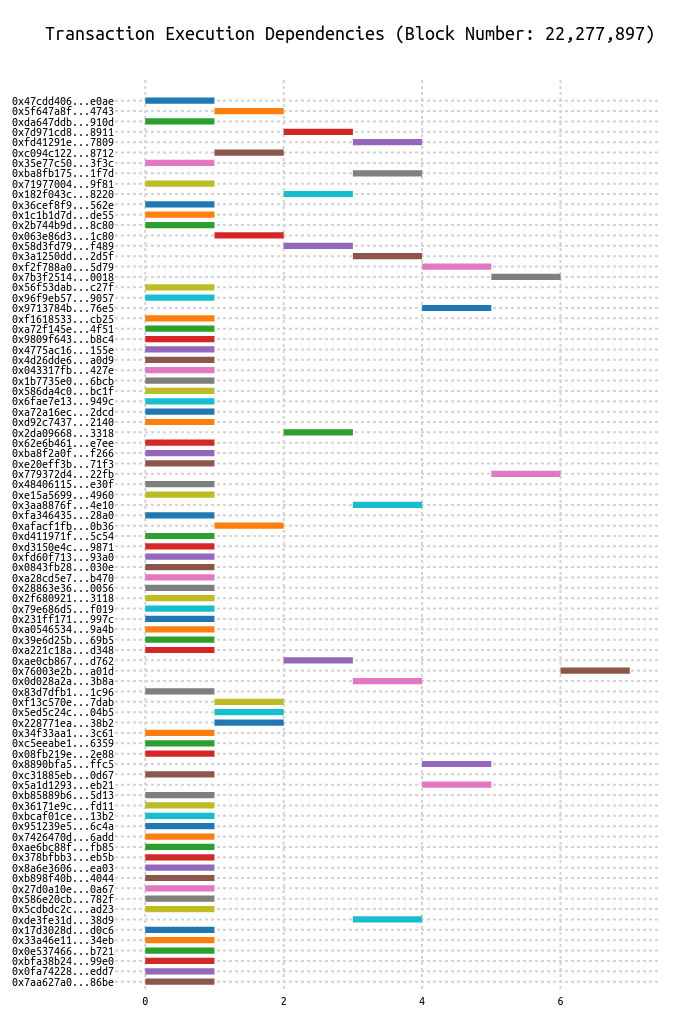 Transaction Execution Dependencies (Block Number: 22,277,897)
0x47cdd406...e0ae
0x5f647a8f...4743
0xda647ddb...910d
0x7d971cd8...8911
0xfd41291e...7809
0xc094c122...8712
0x35e77c50...3f3c
0xba8fb175...1f7d
0x71977004...9f81
0x182f043c...8220
0x36cef8f9...562e
0x1c1b1d7d...de55
0x2b744b9d...8c80
0x063e86d3...1c80
0x58d3fd79...f489
0x3a1250dd...2d5f
0xf2f788a0...5d79
0x7b3f2514...0018
0x56f53dab...c27f
0x96f9eb57...9057
0x9713784b...76e5
0xf1618533...cb25
0xa72f145e...4f51
0x9809f643...b8c4
0x4775ac16...155e
0x4d26dde6...a0d9
0x043317fb...427e
0x1b7735e0...6bcb
0x586da4c0...bc1f
0x6fae7e13...949c
0xa72a16ec...2dcd
0xd92c7437...2140
0x2da09668...3318
0x62e6b461...e7ee
0xba8f2a0f...f266
0xe20eff3b...71f3
0x779372d4...22fb
0x48406115...e30f
0xe15a5699...4960
0x3aa8876f...4e10
0xfa346435...28a0
0xafacf1fb...0b36
0xd411971f...5c54
0xd3150e4c...9871
0xfd60f713...93a0
0x0843fb28...030e
0xa28cd5e7...b470
0x28863e36...0056
0x2f680921...3118
0x79e686d5...f019
0x231ff171...997c
0xa0546534...9a4b
0x39e6d25b...69b5
0xa221c18a...d348
0xae0cb867...d762
0x76003e2b...a01d
0x0d028a2a...3b8a
0x83d7dfb1...1c96
0xf13c570e...7dab
0x5ed5c24c...04b5
0x228771ea...38b2
0x34f33aa1...3c61
0xc5eeabe1...6359
0x08fb219e...2e88
0x8890bfa5...ffc5
0xc31885eb...0d67
0x5a1d1293...eb21
0xb85889b6...5d13
0x36171e9c...fd11
0xbcaf01ce...13b2
0x951239e5...6c4a
0x7426470d...6add
0xae6bc88f...fb85
0x378bfbb3...eb5b
0x8a6e3606...ea03
0xb898f40b...4044
0x27d0a10e...0a67
0x586e20cb...782f
0x5cdbdc2c...ad23
0xde3fe31d...38d9
0x17d3028d...d0c6
0x33a46e11...34eb
0x0e537466...b721
0xbfa38b24...99e0
0x0fa74228...edd7
0x7aa627a0...86be
0 2 4 6